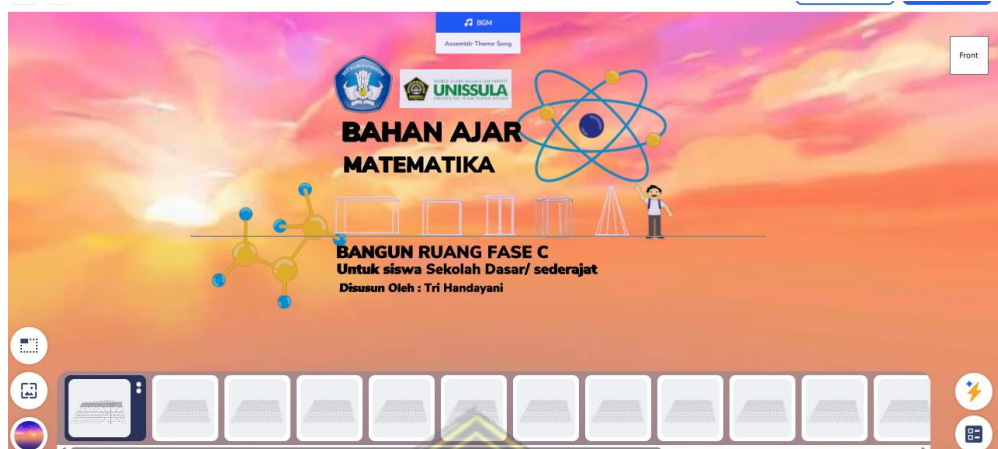 BGM
Assemblr Theme Song
Front
UNISSULA
BAHAN AJAR
MATEMATIKA
BANGUN RUANG FASE C
Untuk siswa Sekolah Dasar/ sederajat
Disusun Oleh : Tri Handayani